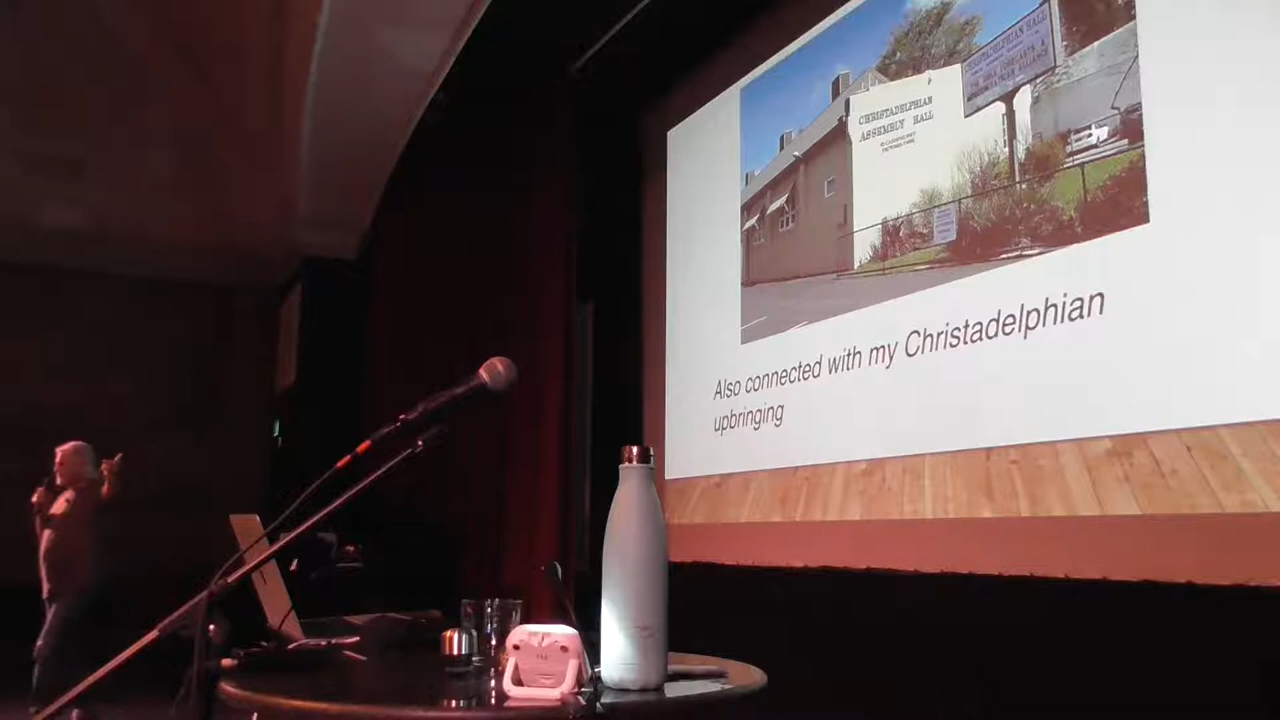 CHRISTADELPHIAN HALL
CHRISTADELPHIAN
ASSEMBLY HALL
Also connected with my Christadelphian
upbringing